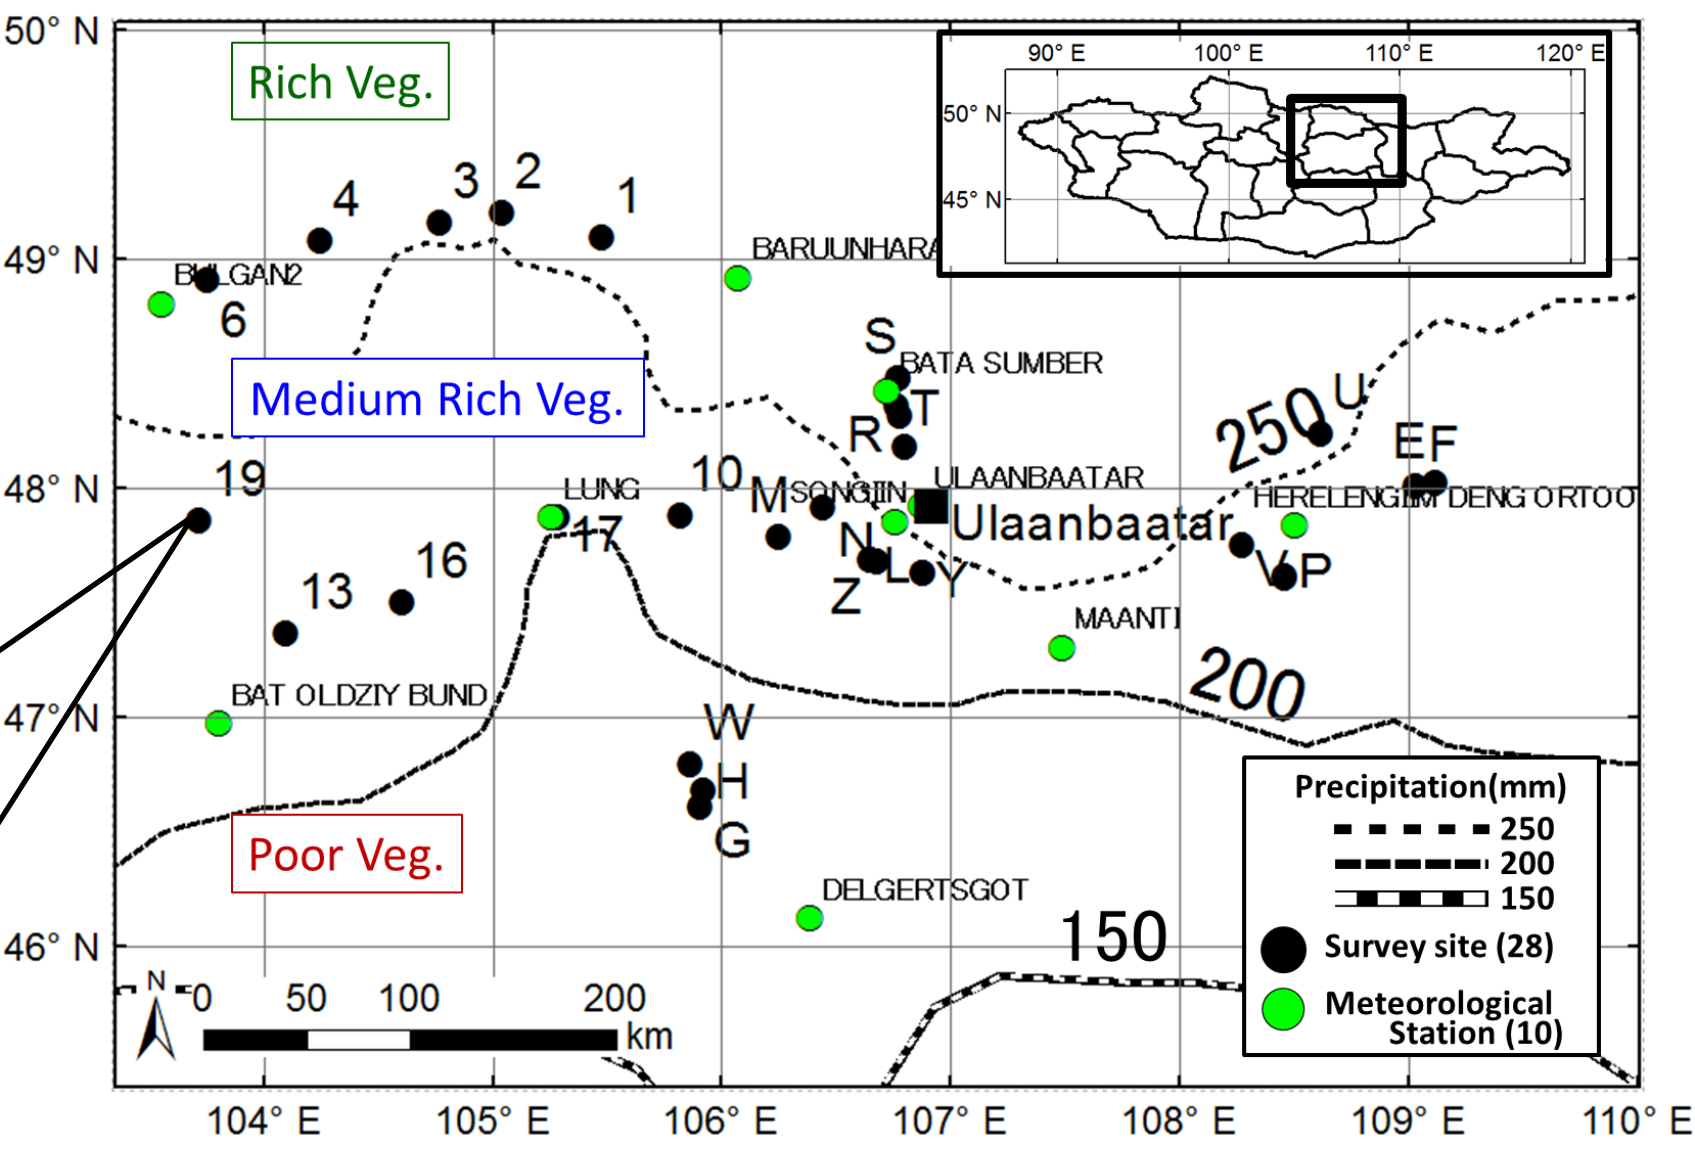 50° N
49° N
48° N
47° N
46° N
104° E
105° E
106° E
107° E
108° E
109° E
110° E
Rich Veg.
Medium Rich Veg.
Poor Veg.
90° E
100° E
110° E
120° E
50° N
45° N
4
3
2
1
BULGAN2
6
BARUUNHARA
S
BATA SUMBER
T
R
250
U
E
F
19
LUNG
17
10
M
SONGIIN
ULAANBAATAR
Ulaanbaatar
HERELENGIIM DENG ORTOO
N
Z
L
Y
V
P
13
16
MAANTI
BAT OLDZIY BUND
200
W
H
G
DELGERTSGOT
150
N
0 50 100 200
km
Precipitation(mm)
250
200
150
Survey site (28)
Meteorological
Station (10)